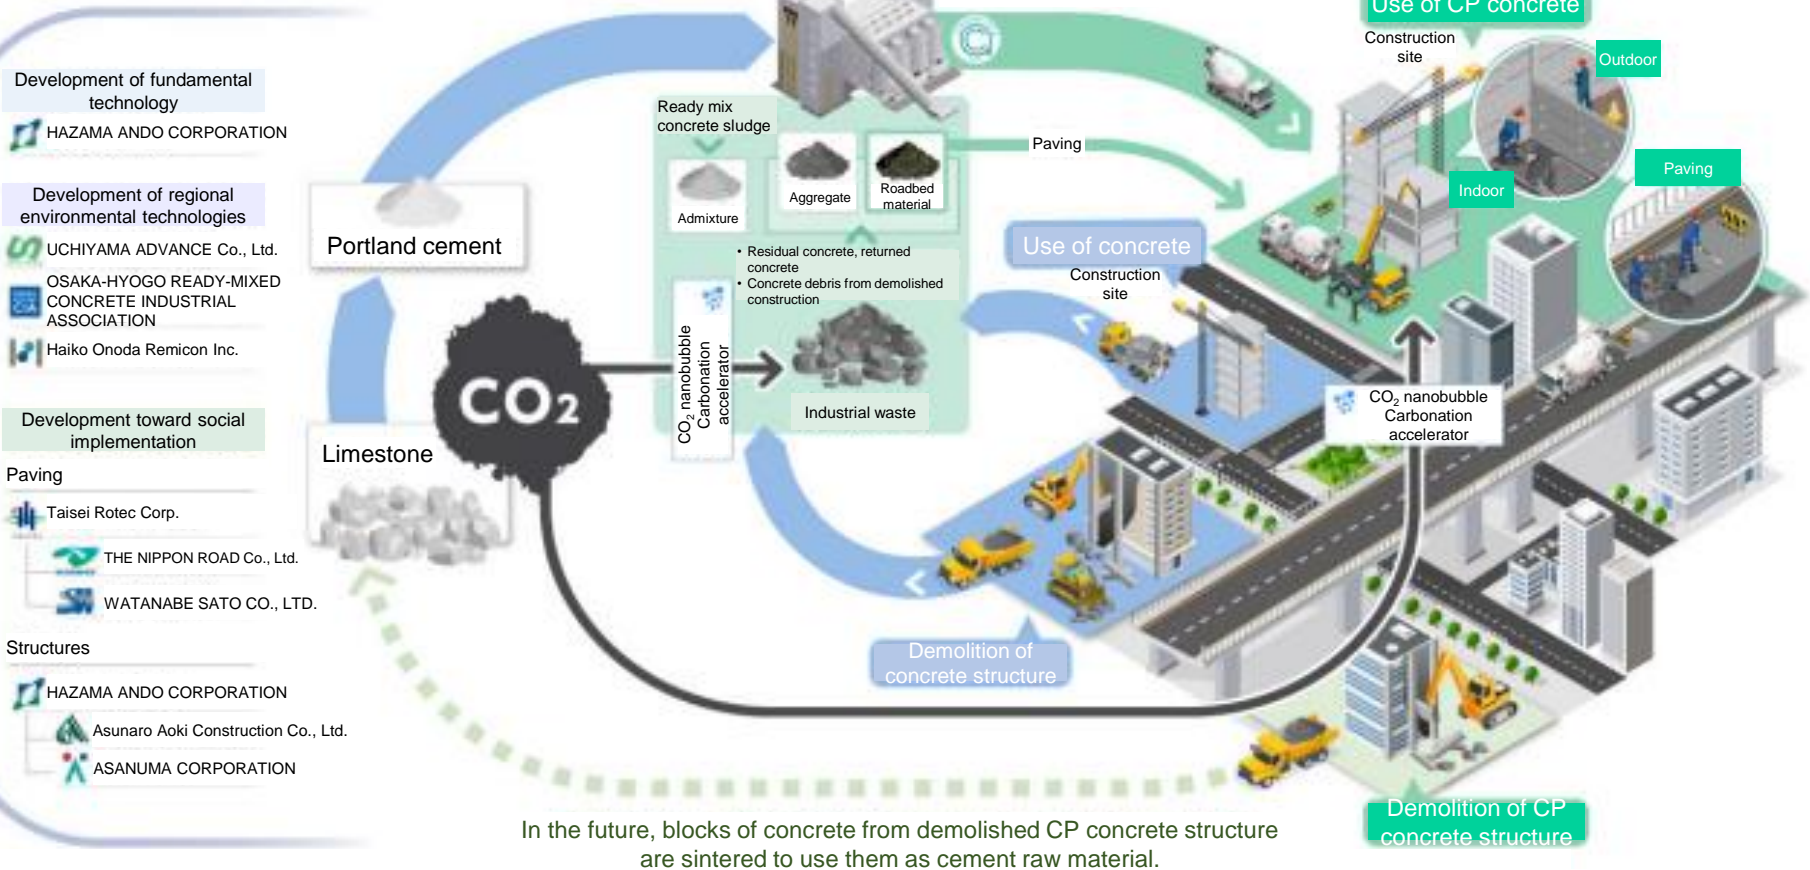 Development of fundamental
technology
HAZAMA ANDO CORPORATION
Development of regional
environmental technologies
UCHIYAMA ADVANCE Co., Ltd.
OSAKA-HYOGO READY-MIXED
CONCRETE INDUSTRIAL
ASSOCIATION
Haiko Onoda Remicon Inc.
Development toward social
implementation
Paving
Taisei Rotec Corp.
THE NIPPON ROAD Co., Ltd.
WATANABE SATO CO., LTD.
Structures
HAZAMA ANDO CORPORATION
Asunaro Aoki Construction Co., Ltd.
ASANUMA CORPORATION
Portland cement
Limestone
CO2
Ready mix
concrete sludge
Admixture
Aggregate
Roadbed
material
• Residual concrete, returned
concrete
• Concrete debris from demolished
construction
CO2 nanobubble
Carbonation
accelerator
Industrial waste
Paving
Use of concrete
Construction
site
Demolition of
concrete structure
Use of CP concrete
Construction
site
Outdoor
Indoor
Paving
CO2 nanobubble
Carbonation
accelerator
Demolition of CP
concrete structure
In the future, blocks of concrete from demolished CP concrete structure
are sintered to use them as cement raw material.